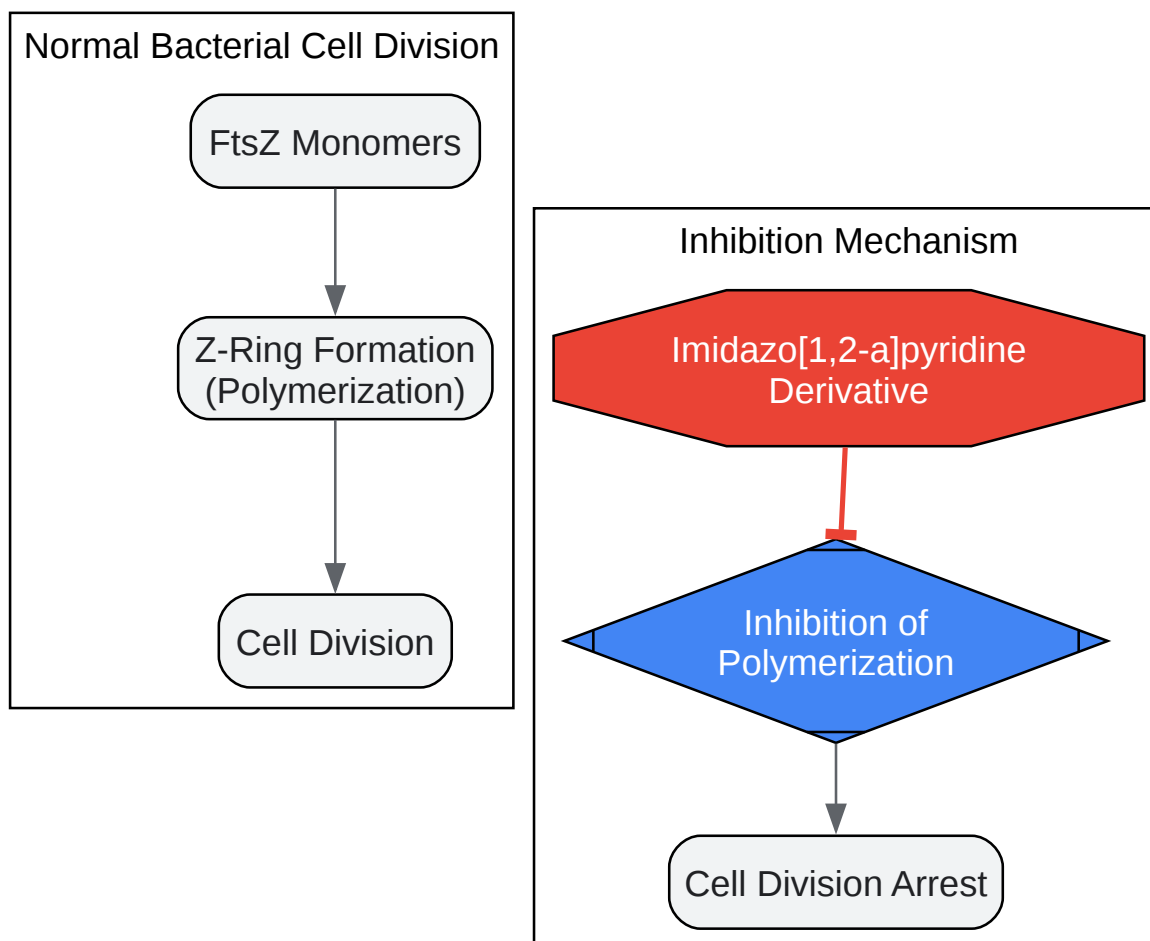 Normal Bacterial Cell Division
FtsZ Monomers
Z-Ring Formation
(Polymerization)
Cell Division
Inhibition Mechanism
Imidazo[1,2-a]pyridine
Derivative
Inhibition of
Polymerization
Cell Division Arrest